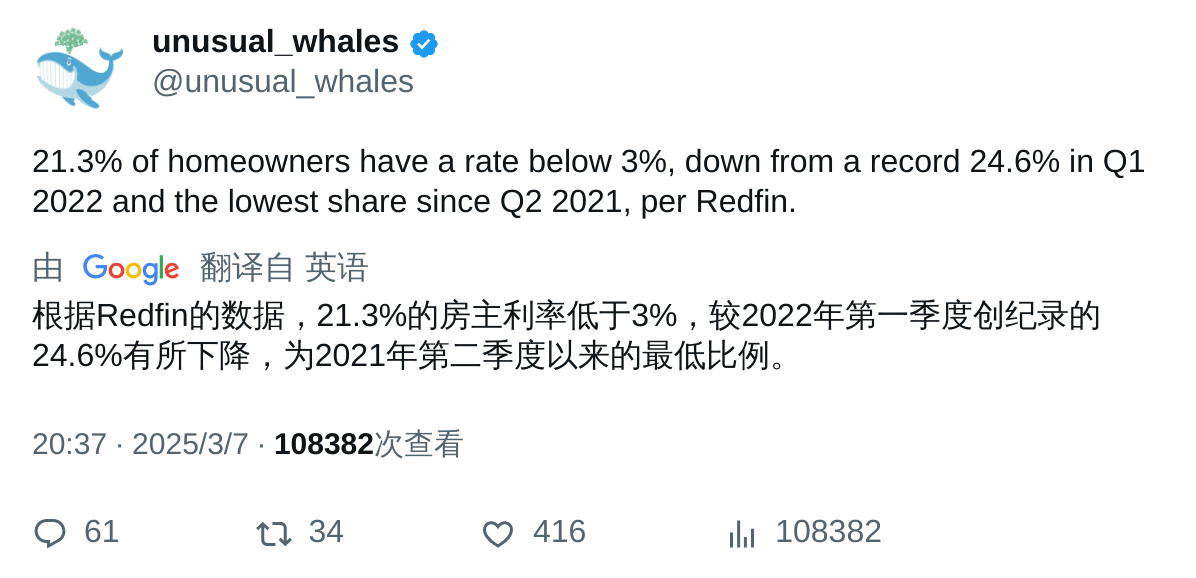 unusual_whales
@unusual_whales
21.3% of homeowners have a rate below 3%, down from a record 24.6% in Q1
2022 and the lowest share since Q2 2021, per Redfin.
由 Google 翻译自 英语
根据Redfin的数据，21.3%的房主利率低于3%，较2022年第一季度创纪录的
24.6%有所下降，为2021年第二季度以来的最低比例。
20:37 · 2025/3/7 · 108382次查看
61 34 416 108382